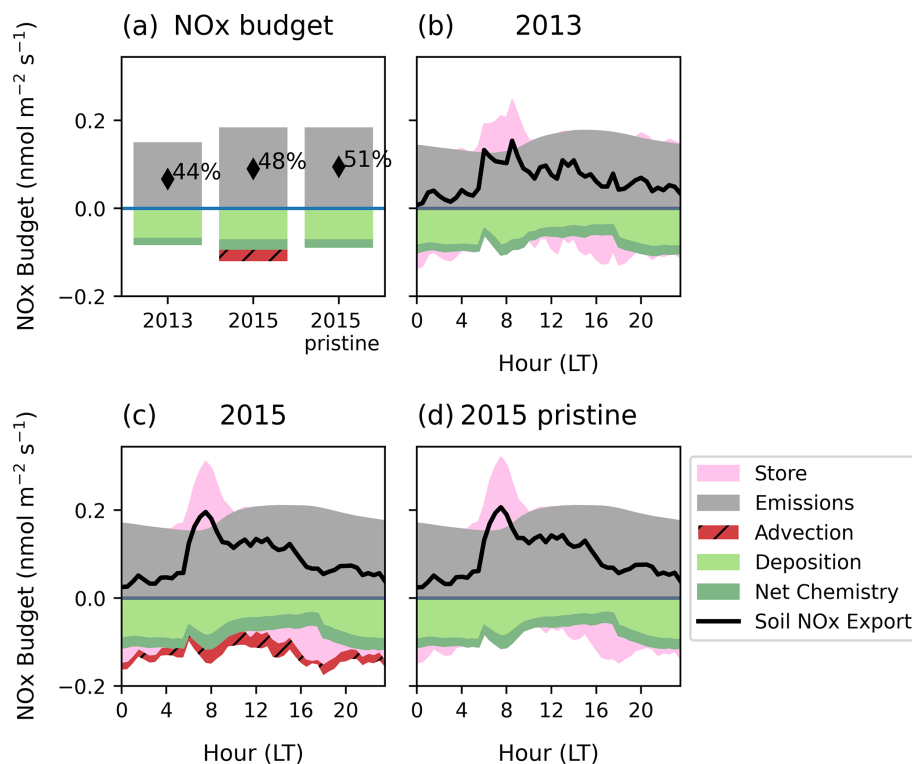 (a) NOx budget
NOx Budget (nmol m⁻² s⁻¹)
0.2
0.0
−0.2
44%
48%
51%
2013
2015
2015
pristine
(b) 2013
0 4 8 12 16 20
Hour (LT)
(c) 2015
NOx Budget (nmol m⁻² s⁻¹)
0.2
0.0
−0.2
0 4 8 12 16 20
Hour (LT)
(d) 2015 pristine
0 4 8 12 16 20
Hour (LT)
Store
Emissions
Advection
Deposition
Net Chemistry
Soil NOx Export